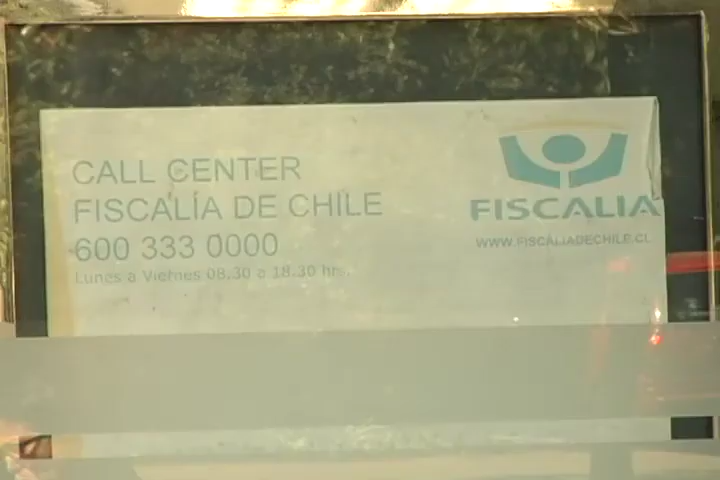 CALL CENTER
FISCALÍA DE CHILE
600 333 0000
Lunes a Viernes 08.30 a 18.30 hrs.
FISCALIA
WWW.FISCALIADECHILE.CL